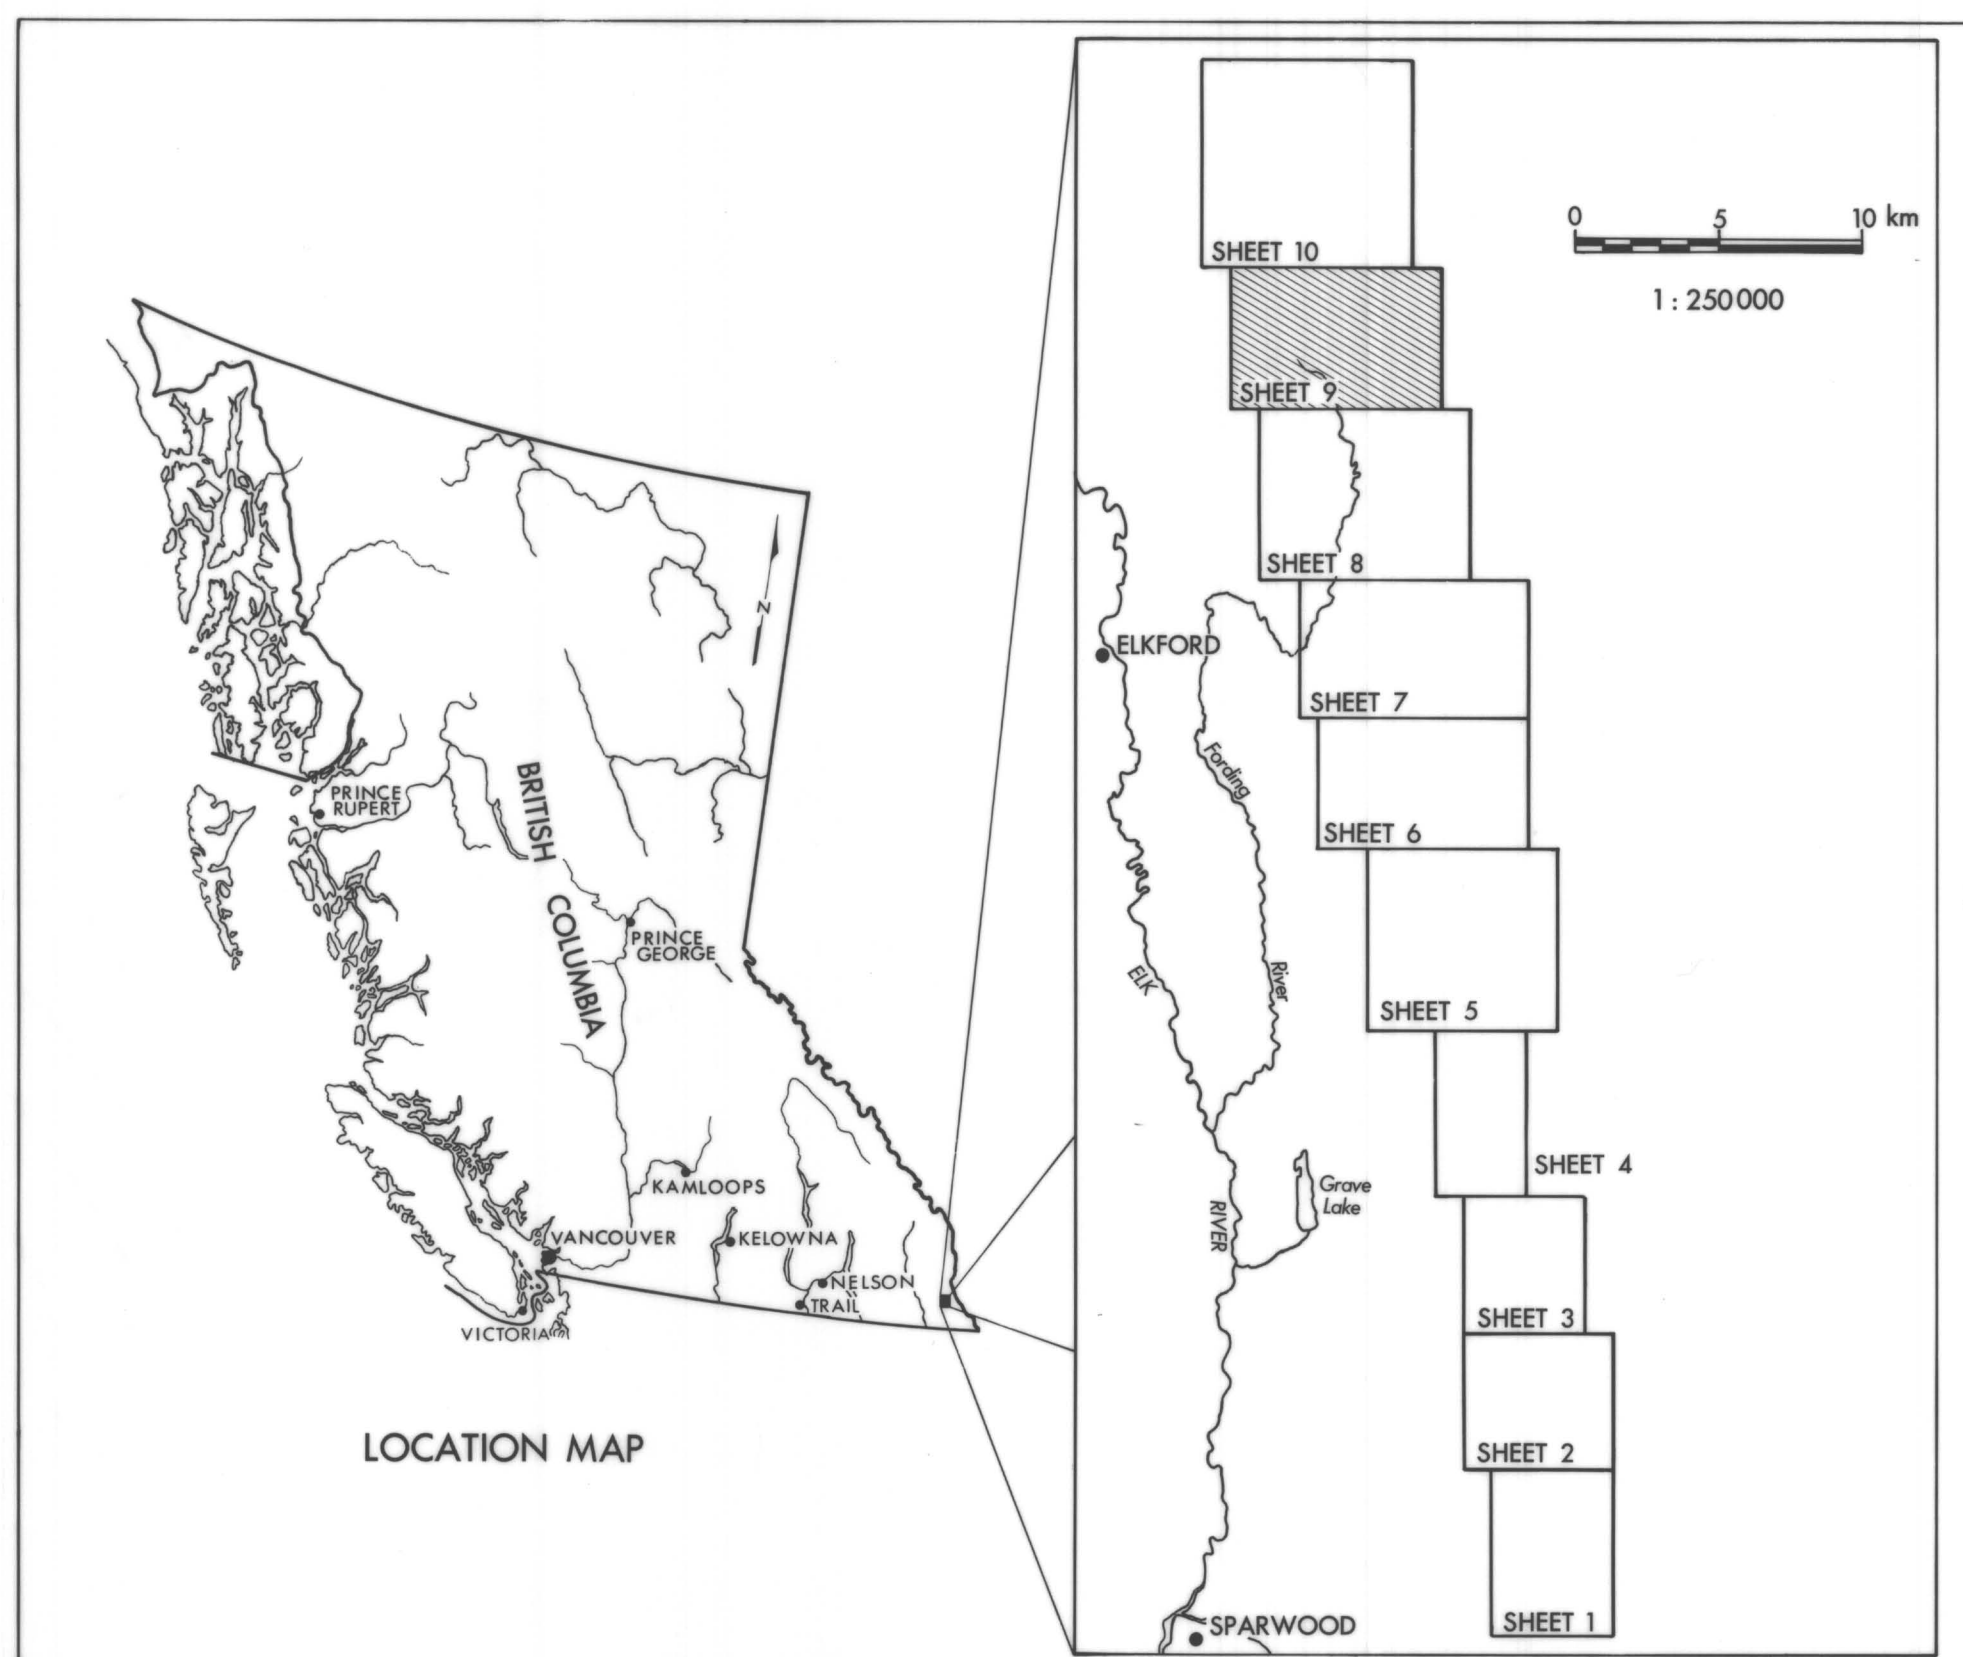 N
BRITISH
COLUMBIA
PRINCE
RUPERT
PRINCE
GEORGE
KAMLOOPS
VANCOUVER
KELOWNA
NELSON
TRAIL
VICTORIA
LOCATION MAP
0 5 10 km
1 : 250 000
SHEET 10
SHEET 9
SHEET 8
ELKFORD
SHEET 7
Fording
SHEET 6
ELK
River
SHEET 5
SHEET 4
Grave
Lake
RIVER
SHEET 3
SHEET 2
SPARWOOD
SHEET 1